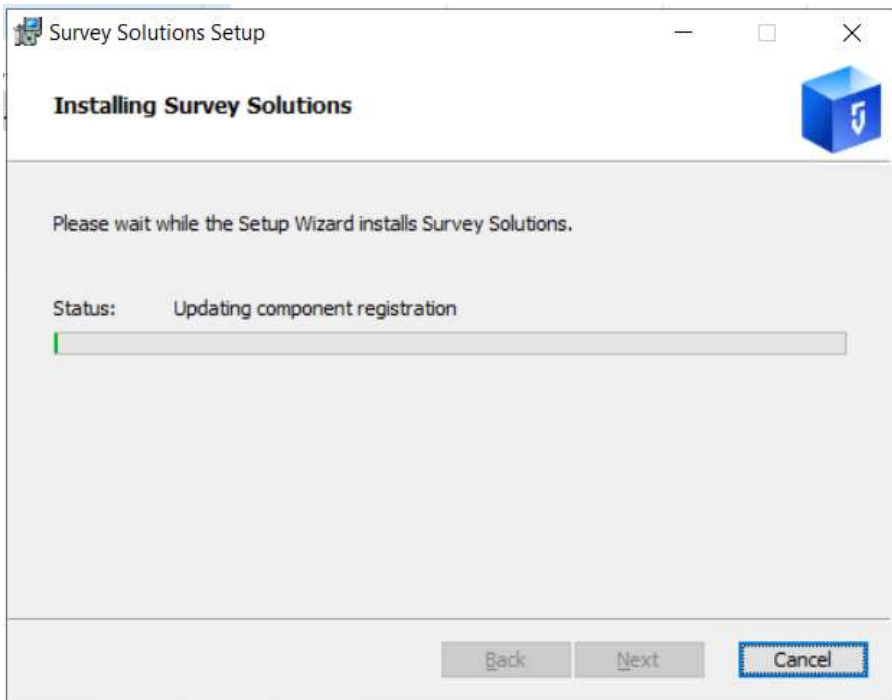 Survey Solutions Setup
Installing Survey Solutions
Please wait while the Setup Wizard installs Survey Solutions.
Status: Updating component registration
Back Next Cancel